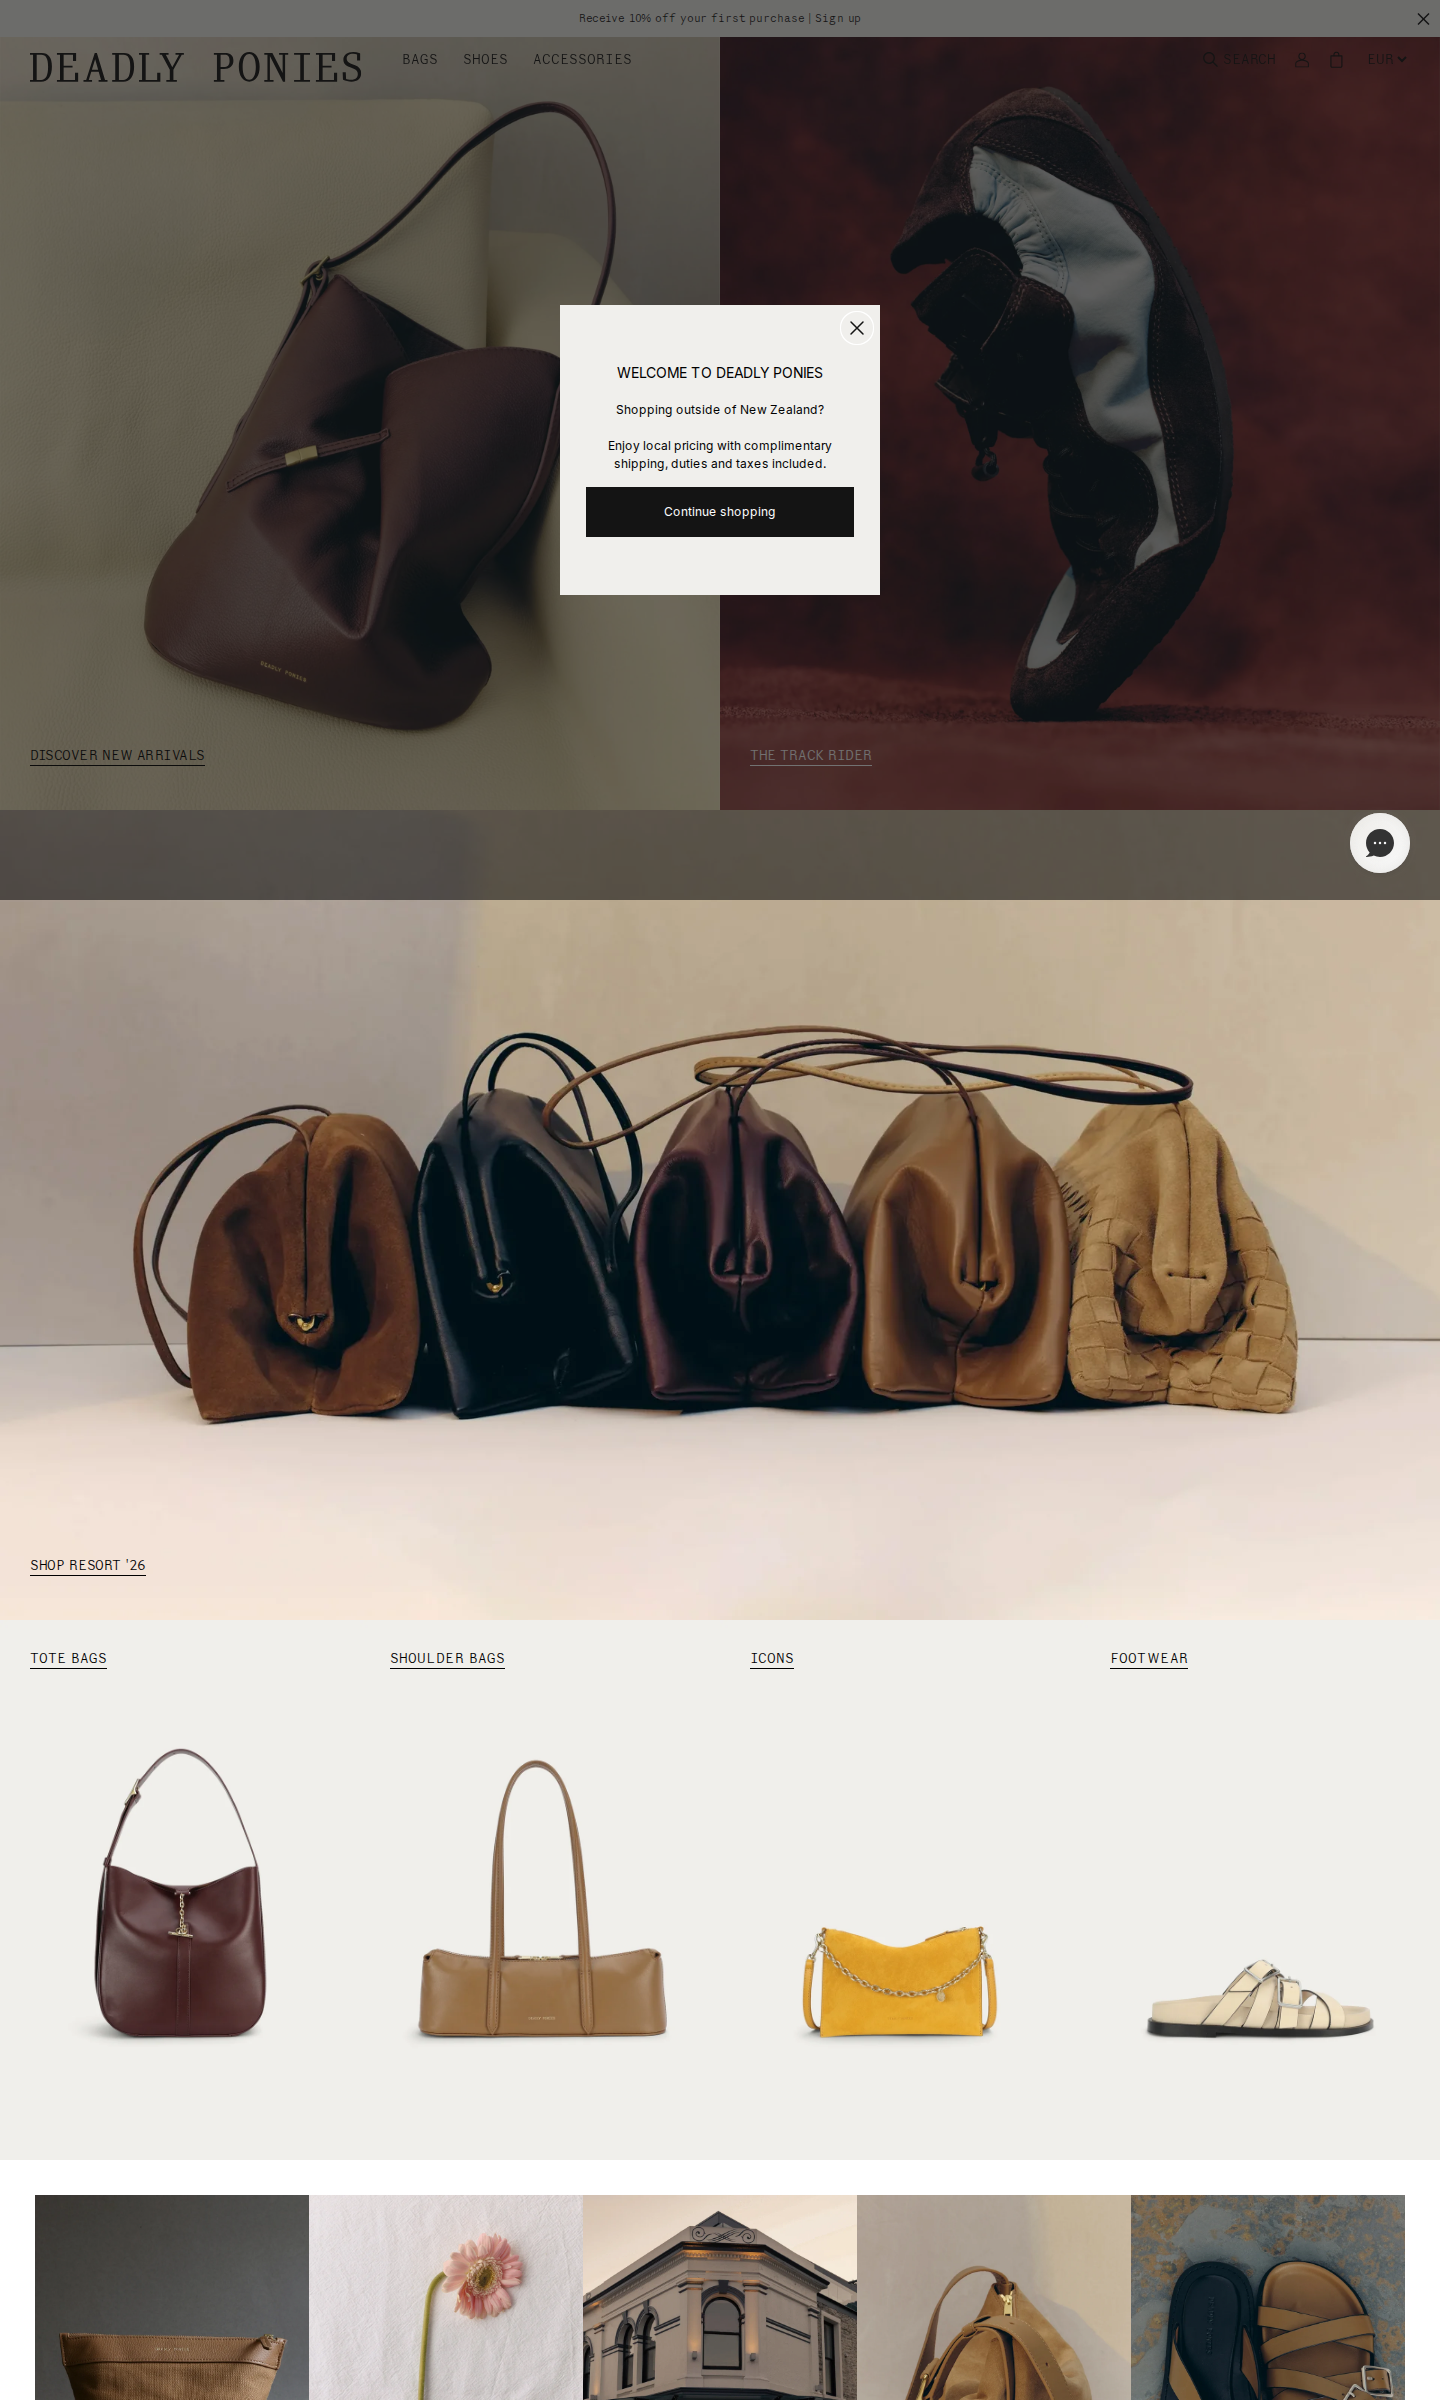 Receive 10% off your first purchase | Sign up
DEADLY PONIES
BAGS SHOES ACCESSORIES
SEARCH
EUR
WELCOME TO DEADLY PONIES
Shopping outside of New Zealand?
Enjoy local pricing with complimentary
shipping, duties and taxes included.
Continue shopping
DEADLY PONIES
DISCOVER NEW ARRIVALS
THE TRACK RIDER
SHOP RESORT '26
TOTE BAGS
SHOULDER BAGS
ICONS
FOOTWEAR